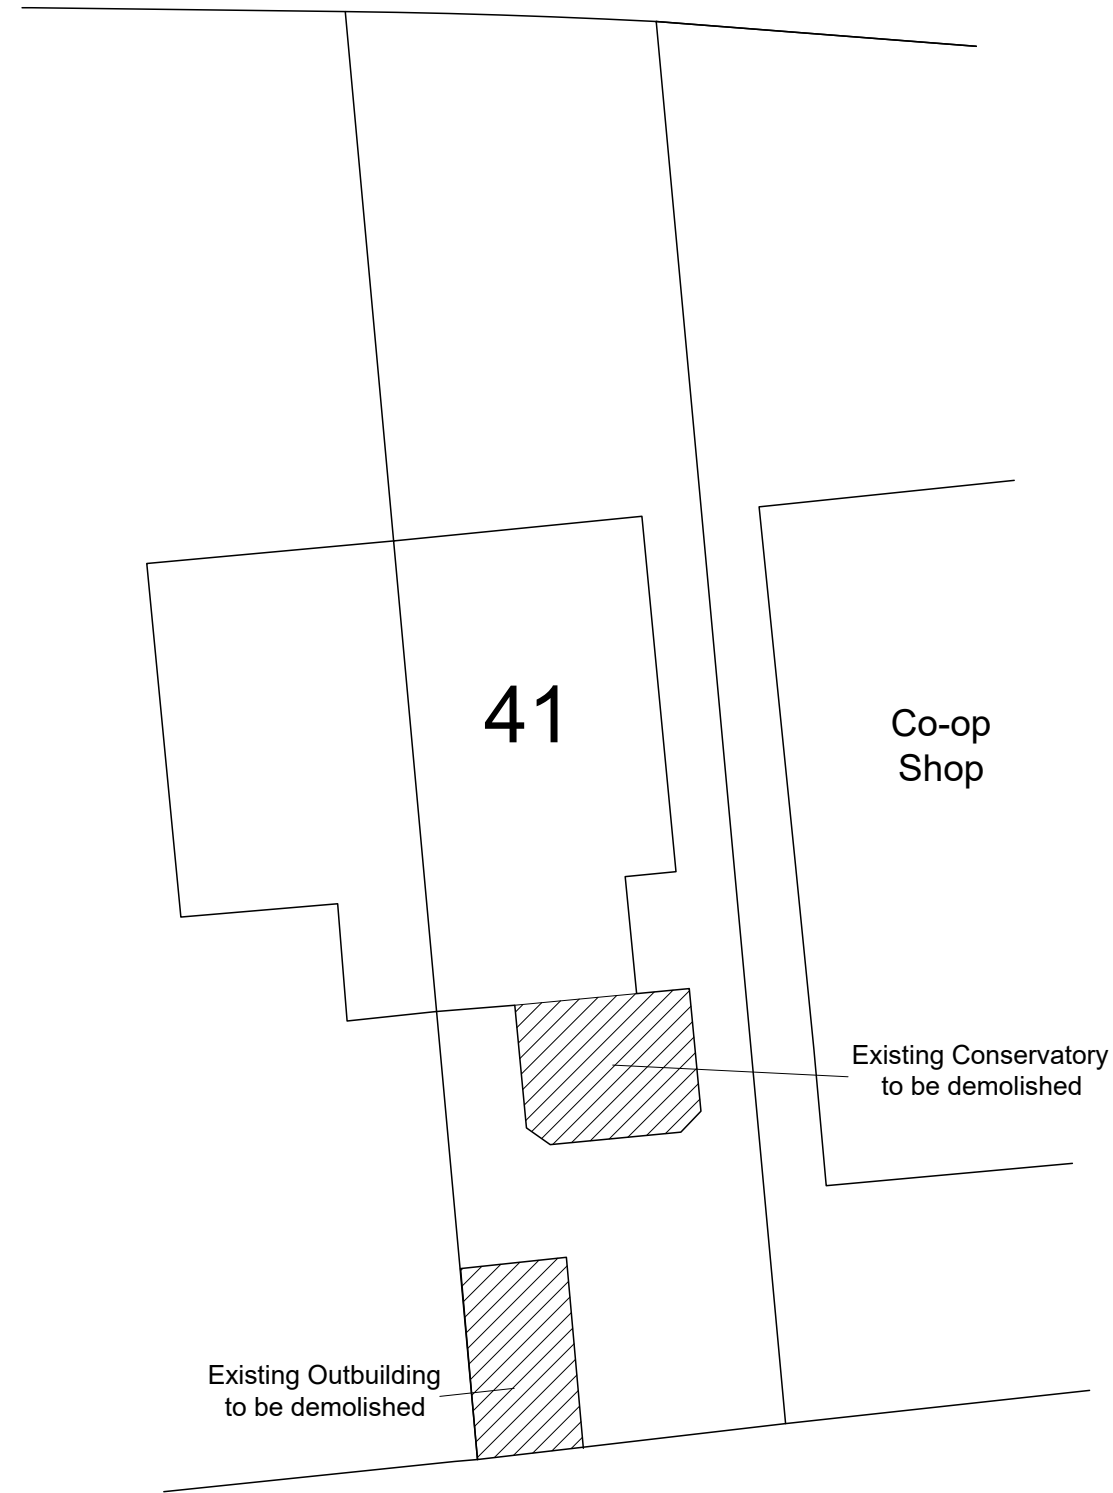 41
Co-op
Shop
Existing Conservatory
to be demolished
Existing Outbuilding
to be demolished